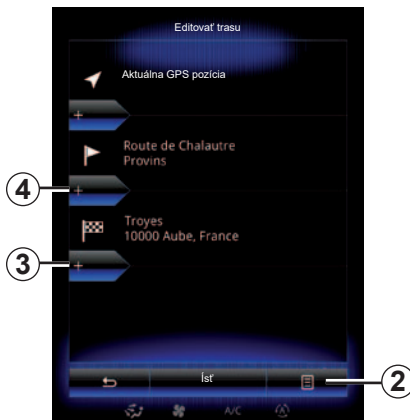 Editovať trasu
Aktuálna GPS pozícia
+
Route de Chalautre
Provins
4
+
Troyes
10000 Aube, France
3
+
Ísť
2
A/C